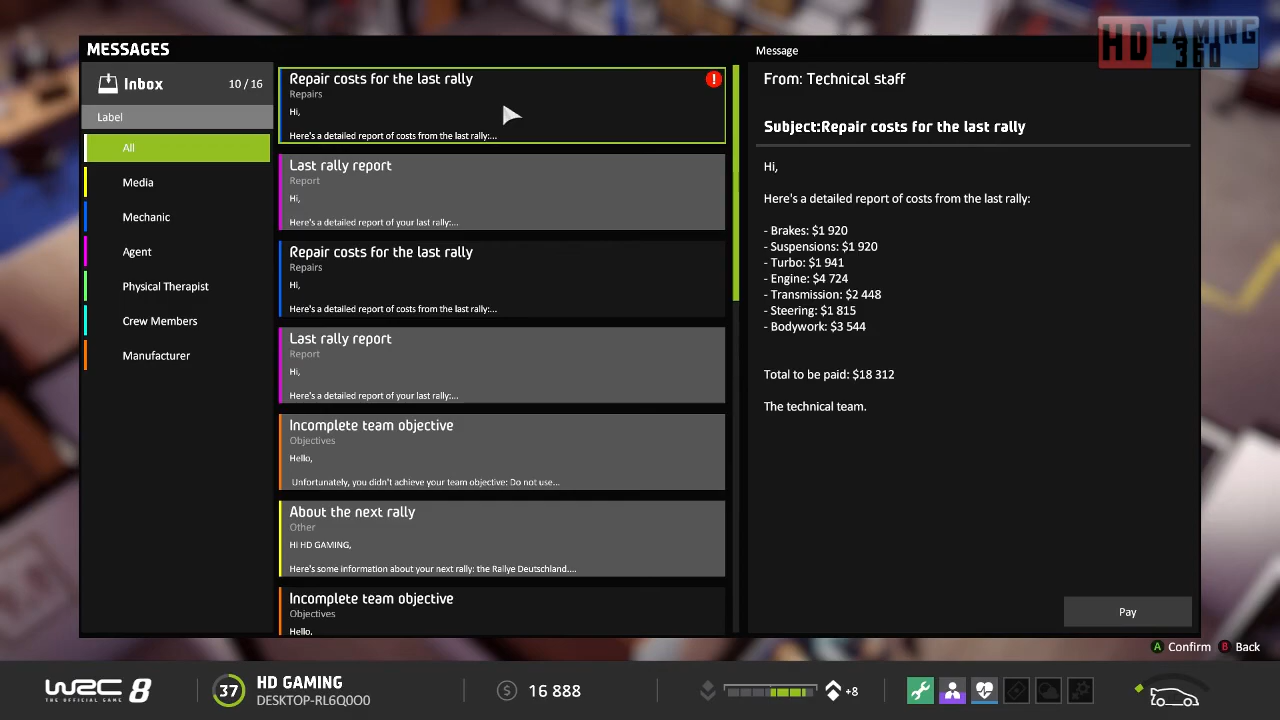 HD GAMING 360
MESSAGES
Inbox 10 / 16
Label
All
Media
Mechanic
Agent
Physical Therapist
Crew Members
Manufacturer
Repair costs for the last rally
Repairs
Hi,
Here's a detailed report of costs from the last rally:...
Last rally report
Report
Hi,
Here's a detailed report of your last rally:...
Repair costs for the last rally
Repairs
Hi,
Here's a detailed report of costs from the last rally:...
Last rally report
Report
Hi,
Here's a detailed report of your last rally:...
Incomplete team objective
Objectives
Hello,
Unfortunately, you didn't achieve your team objective: Do not use...
About the next rally
Other
Hi HD GAMING,
Here's some information about your next rally: the Rallye Deutschland....
Incomplete team objective
Objectives
Hello,
Message
From: Technical staff
Subject:Repair costs for the last rally
Hi,
Here's a detailed report of costs from the last rally:
- Brakes: $1 920
- Suspensions: $1 920
- Turbo: $1 941
- Engine: $4 724
- Transmission: $2 448
- Steering: $1 815
- Bodywork: $3 544
Total to be paid: $18 312
The technical team.
Pay
A Confirm B Back
WRC 8
THE OFFICIAL GAME
37
HD GAMING
DESKTOP-RL6Q0O0
$ 16 888
+8